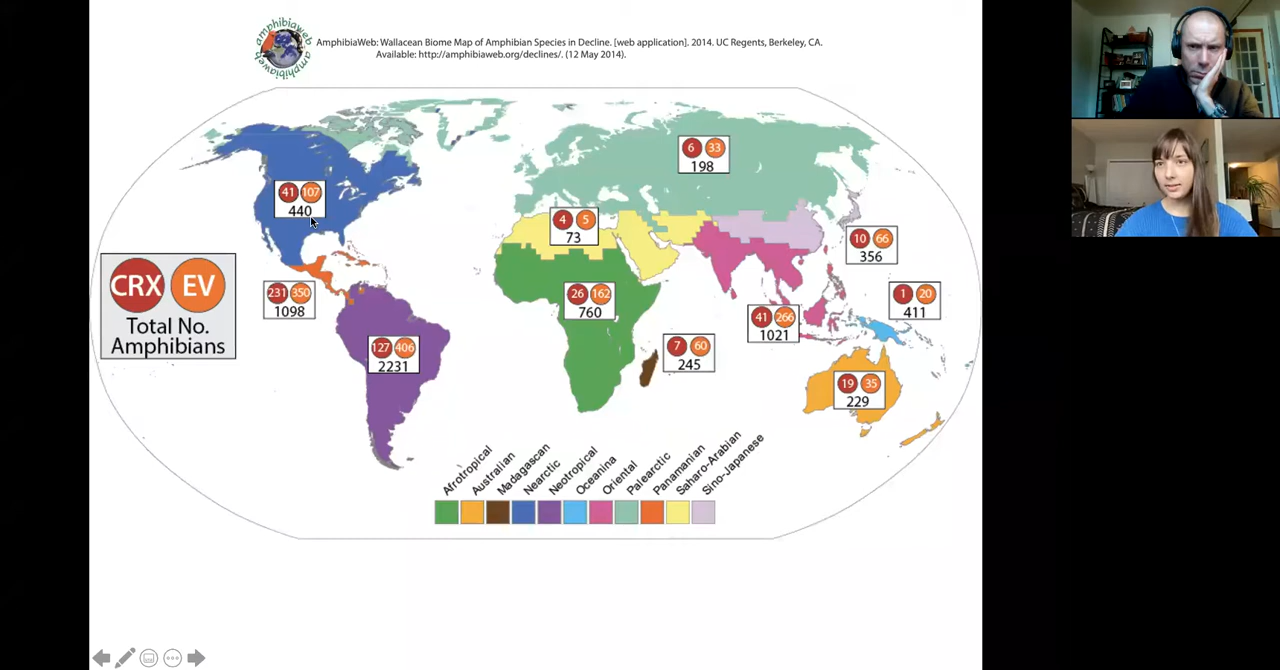 amphibiaweb amphibiaweb
AmphibiaWeb: Wallacean Biome Map of Amphibian Species in Decline. [web application]. 2014. UC Regents, Berkeley, CA.
Available: http://amphibiaweb.org/declines/. (12 May 2014).
6 33
198
41 107
440
4 5
73
10 66
356
CRX EV
Total No.
Amphibians
231 350
1098
26 162
760
1 20
411
41 266
1021
127 406
2231
7 60
245
19 35
229
Afrotropical
Australian
Madagascan
Nearctic
Neotropical
Oceanina
Oriental
Palearctic
Panamanian
Saharo-Arabian
Sino-Japanese